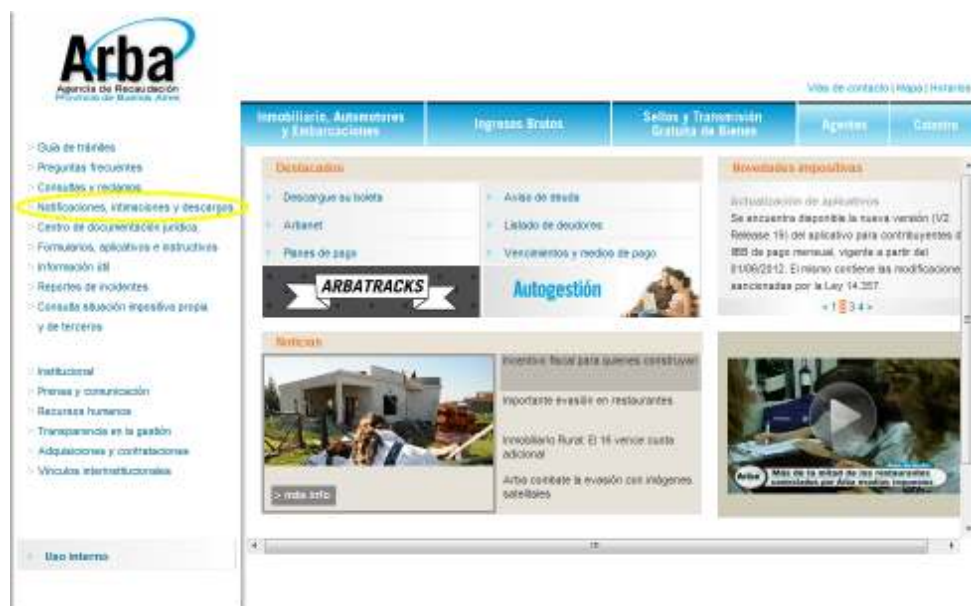 Arba
Agencia de Recaudación
Provincia de Buenos Aires
Vías de contacto | Mapa | Horarios
Inmobiliario, Automotores
y Embarcaciones
Ingresos Brutos
Sellos y Transmisión
Gratuita de Bienes
Agentes
Catastro
Guía de trámites
Preguntas frecuentes
Consultas y reclamos
Notificaciones, intimaciones y descargos
Centro de documentación jurídica
Formularios, aplicativos e instructivos
Información útil
Reportes de incidentes
Consulta situación impositiva propia
y de terceros
Institucional
Prensa y comunicación
Recursos humanos
Transparencia en la gestión
Adquisiciones y contrataciones
Vínculos interinstitucionales
Uso interno
Destacados
Descargue su boleta
Aviso de deuda
Arbanet
Listado de deudores
Planes de pago
Vencimientos y medios de pago
ARBATRACKS
Autogestión
Novedades impositivas
Actualización de aplicativos
Se encuentra disponible la nueva versión (V2
Release 19) del aplicativo para contribuyentes d
IBB de pago mensual, vigente a partir del
01/06/2012. El mismo contiene las modificacione
sancionadas por la Ley 14.357.
< 1 3 4 >
Noticias
> más info
Incentivo fiscal para quienes construyan
Importante evasión en restaurantes
Inmobiliario Rural: El 16 vence cuota
adicional
Arba combate la evasión con imágenes
satelitales
Arba
Más de la mitad de los restaurantes
controlados por Arba evadían impuestos